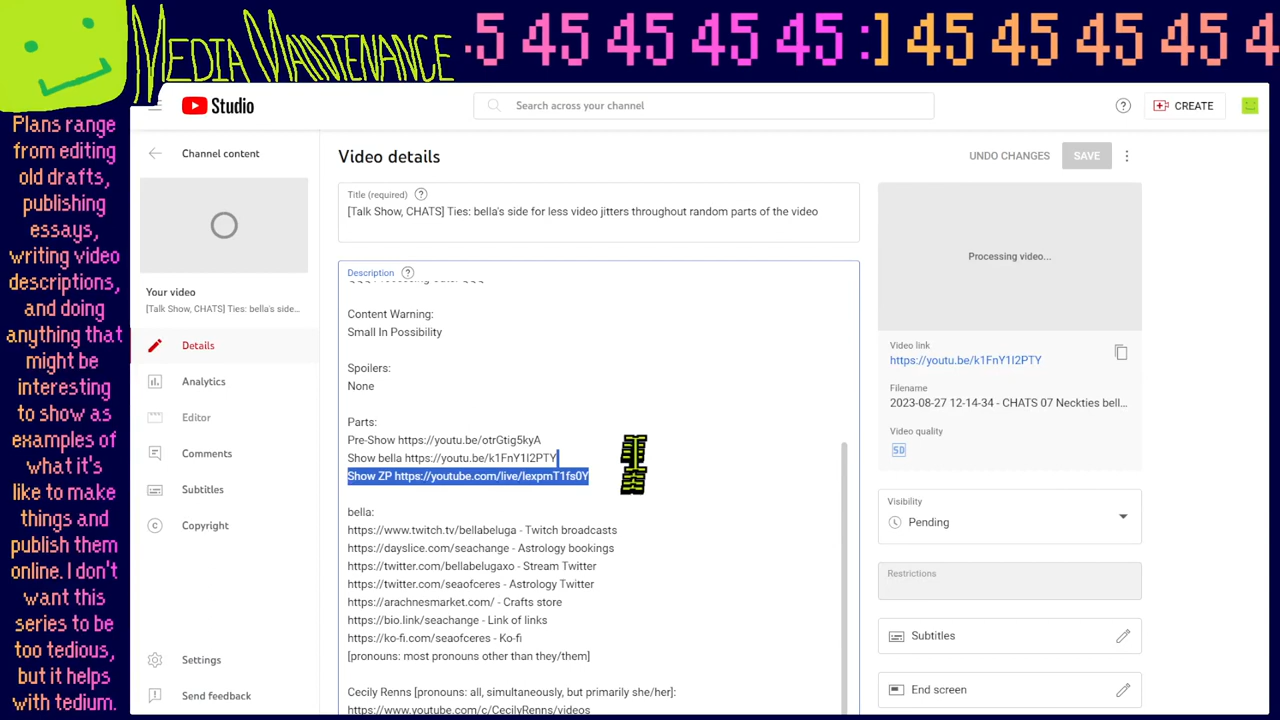 MEDIA MAINTENANCE
·5 45 45 45 45 :] 45 45 45 45 4
Plans range
from editing
old drafts,
publishing
essays,
writing video
descriptions,
and doing
anything that
might be
interesting
to show as
examples of
what it's
like to make
things and
publish them
online. I don't
want this
series to be
too tedious,
but it helps
with tedium.
Studio
Search across your channel
CREATE
Channel content
Your video
[Talk Show, CHATS] Ties: bella's side...
Details
Analytics
Editor
Comments
Subtitles
Copyright
Settings
Send feedback
Video details
UNDO CHANGES
SAVE
Title (required)
[Talk Show, CHATS] Ties: bella's side for less video jitters throughout random parts of the video
Description
Content Warning:
Small In Possibility
Spoilers:
None
Parts:
Pre-Show https://youtu.be/otrGtig5kyA
Show bella https://youtu.be/k1FnY1I2PTY
Show ZP https://youtube.com/live/lexpmT1fs0Y
bella:
https://www.twitch.tv/bellabeluga - Twitch broadcasts
https://dayslice.com/seachange - Astrology bookings
https://twitter.com/bellabelugaxo - Stream Twitter
https://twitter.com/seaofceres - Astrology Twitter
https://arachnesmarket.com/ - Crafts store
https://bio.link/seachange - Link of links
https://ko-fi.com/seaofceres - Ko-fi
[pronouns: most pronouns other than they/them]
Cecily Renns [pronouns: all, simultaneously, but primarily she/her]:
https://www.youtube.com/c/CecilyRenns/videos
Processing video...
Video link
https://youtu.be/k1FnY1I2PTY
Filename
2023-08-27 12-14-34 - CHATS 07 Neckties bell...
Video quality
SD
Visibility
Pending
Restrictions
Subtitles
End screen